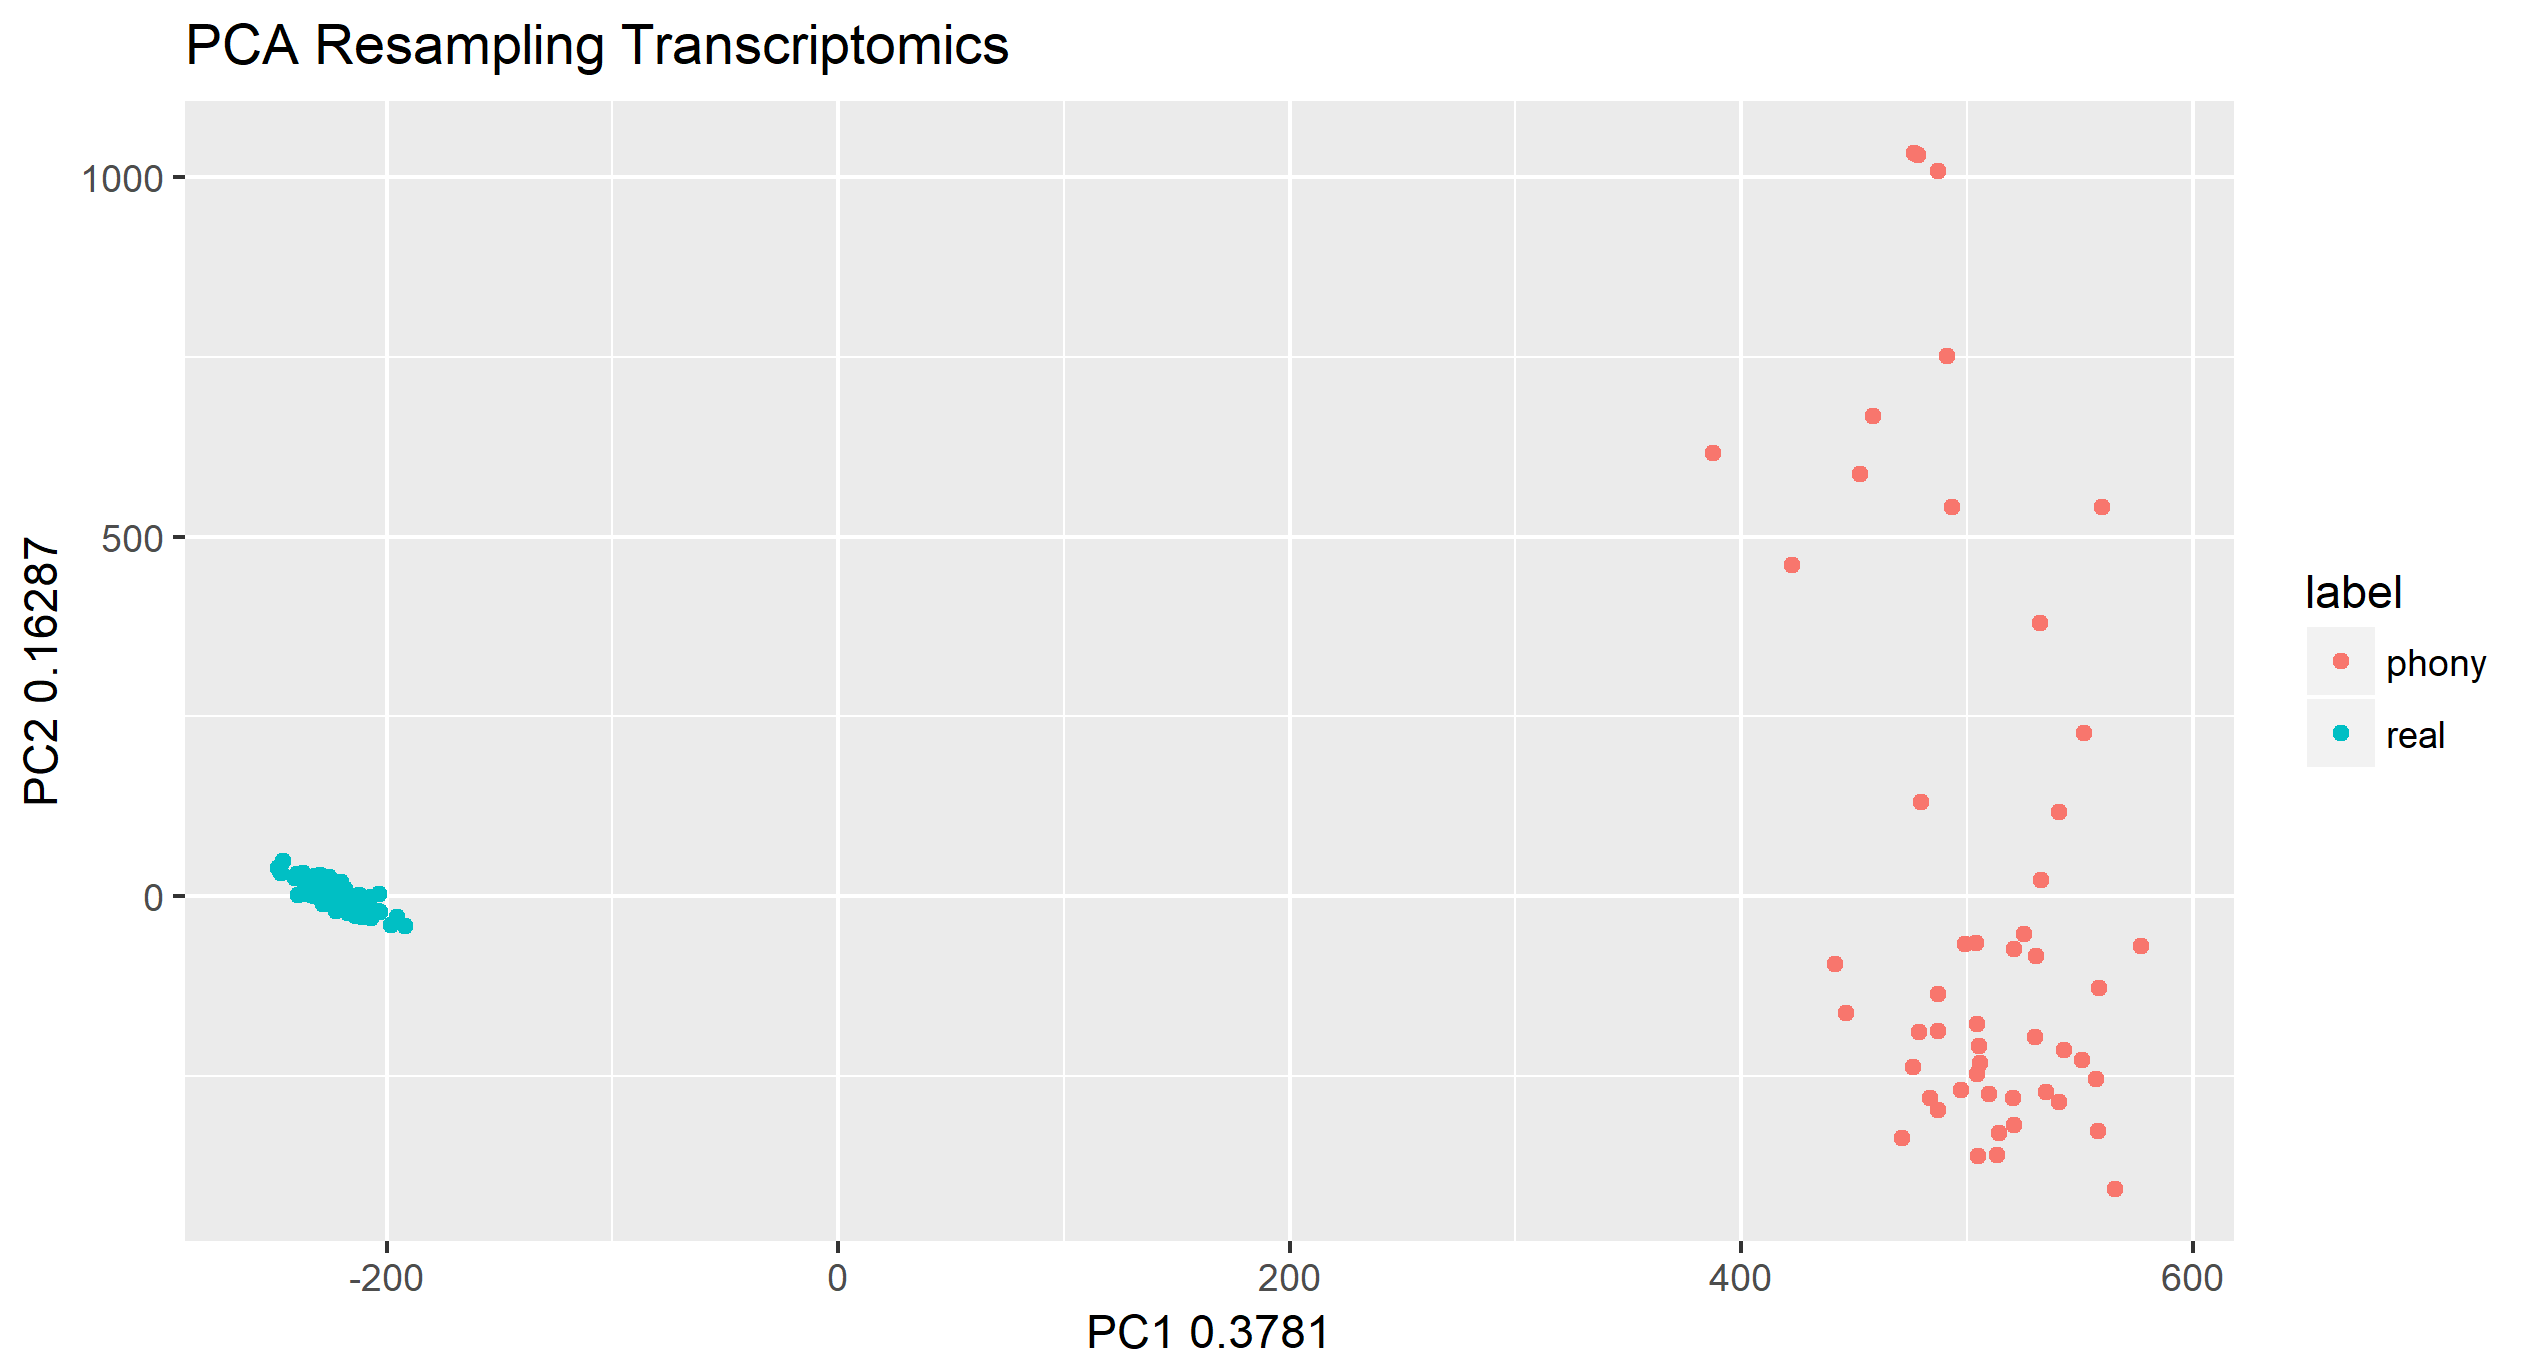 PCA Resampling Transcriptomics
1000
500
0
PC2 0.16287
-200
0
200
400
600
PC1 0.3781
label
phony
real